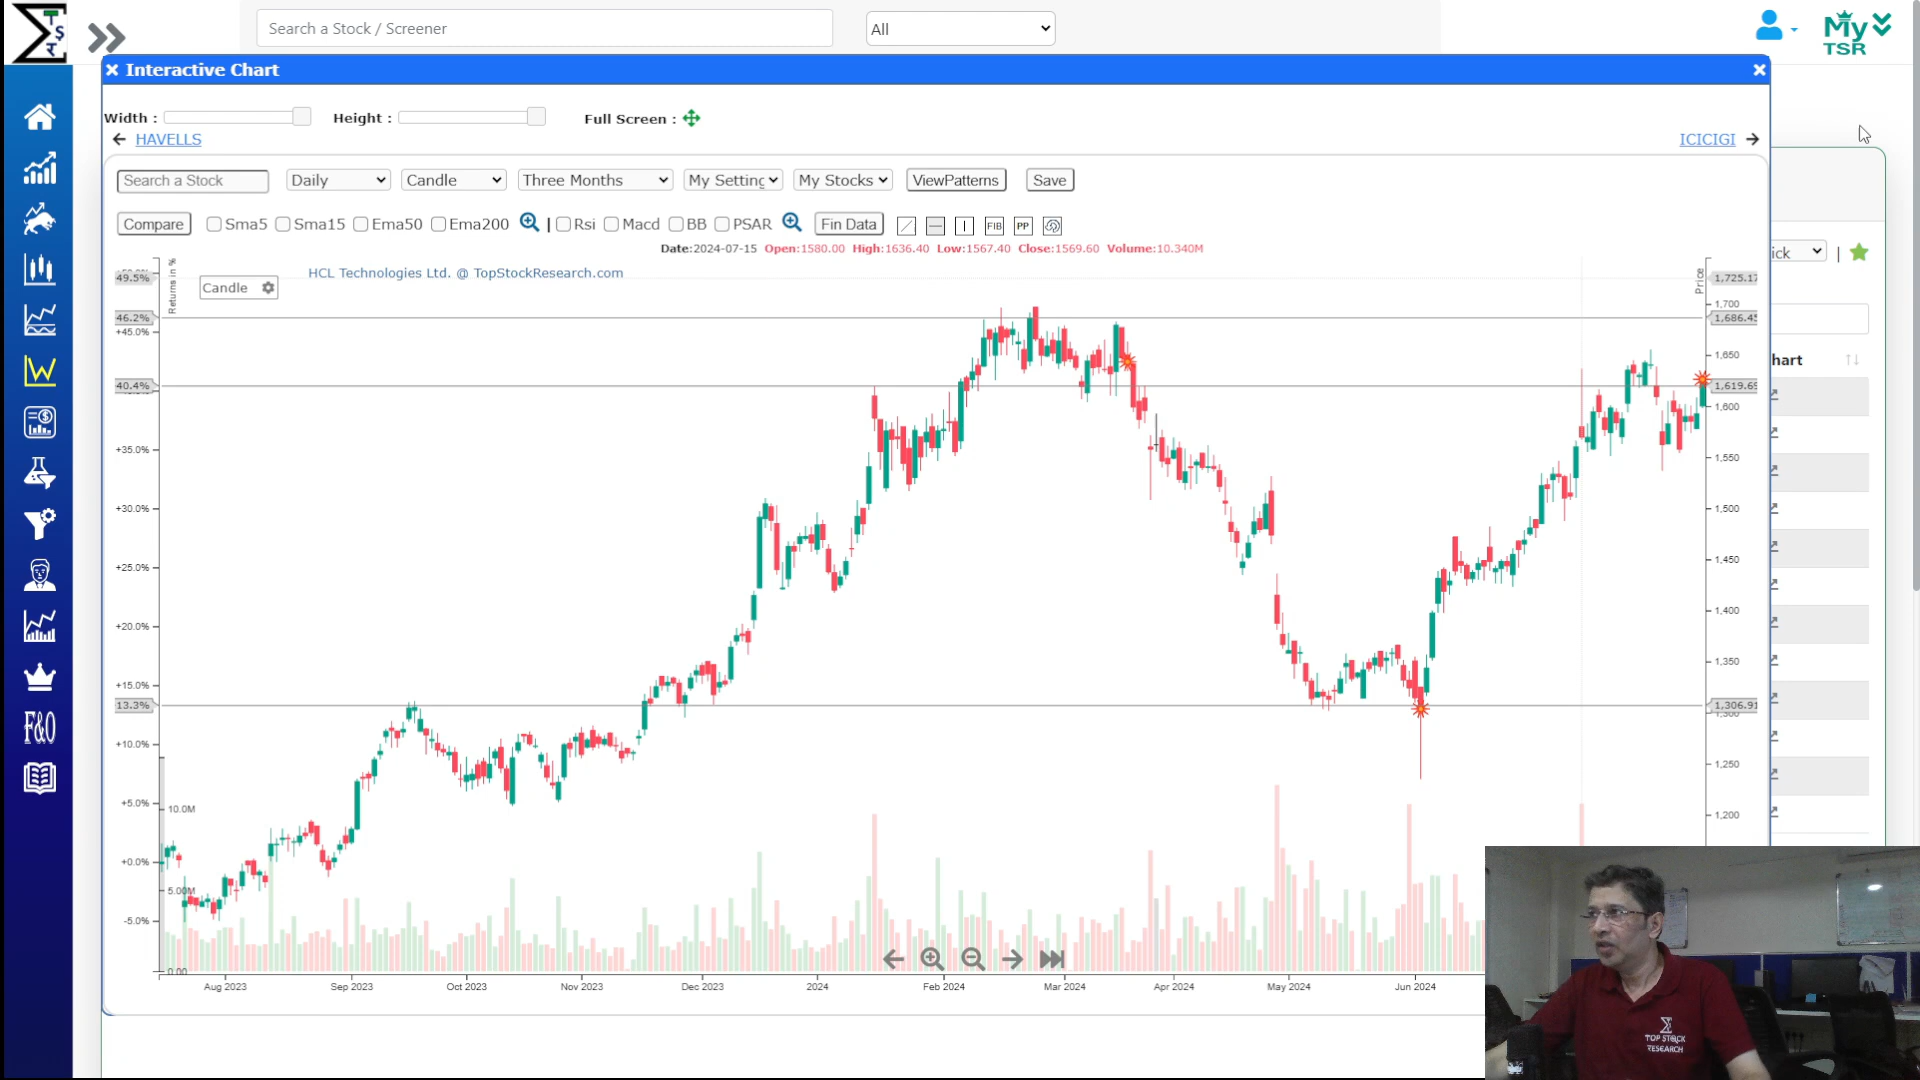 Search a Stock / Screener
All
My
TSR
Interactive Chart
Width :
Height :
Full Screen :
HAVELLS
ICICIGI
Search a Stock
Daily
Candle
Three Months
My Setting
My Stocks
ViewPatterns
Save
Compare
Sma5
Sma15
Ema50
Ema200
|
Rsi
Macd
BB
PSAR
Fin Data
FIB
PP
Date:2024-07-15 Open:1580.00 High:1636.40 Low:1567.40 Close:1569.60 Volume:10.340M
HCL Technologies Ltd. @ TopStockResearch.com
Candle
Returns in %
Price
49.5%
46.2%
+45.0%
40.4%
+35.0%
+30.0%
+25.0%
+20.0%
+15.0%
13.3%
+10.0%
+5.0%
+0.0%
-5.0%
10.0M
5.00M
0.00
1,725.17
1,700
1,686.45
1,650
1,619.65
1,600
1,550
1,500
1,450
1,400
1,350
1,306.91
1,300
1,250
1,200
Aug 2023
Sep 2023
Oct 2023
Nov 2023
Dec 2023
2024
Feb 2024
Mar 2024
Apr 2024
May 2024
Jun 2024
ick
|
hart
F&O
TOP STOCK
RESEARCH